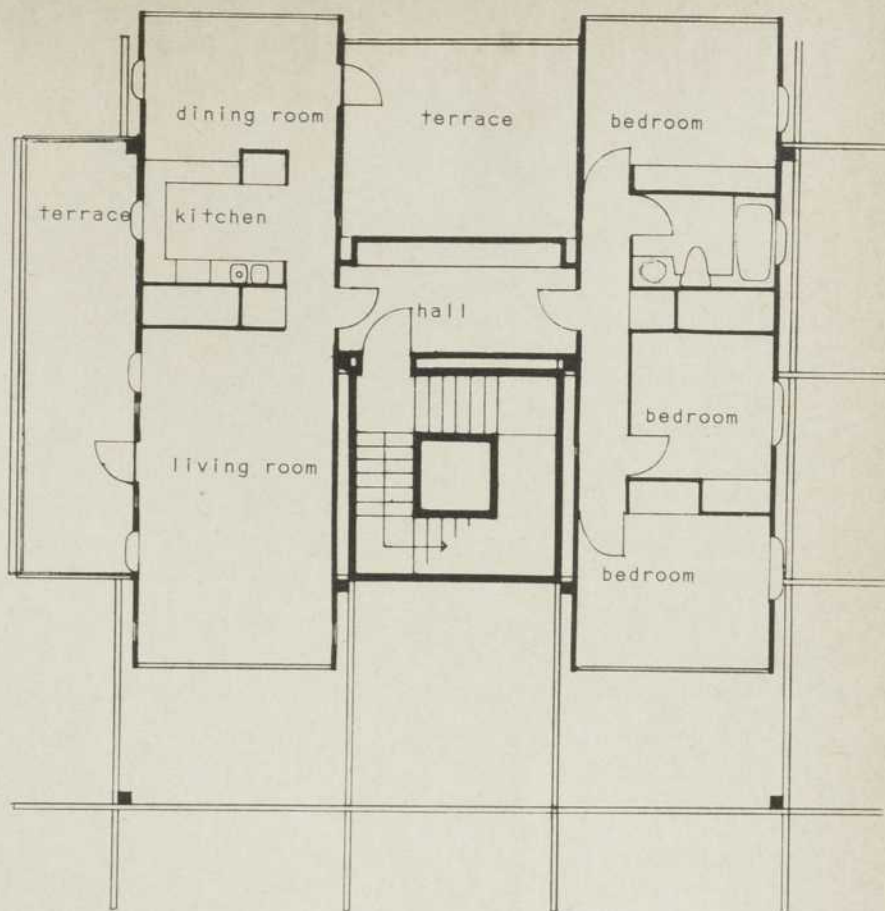 dining room
terrace
bedroom
terrace
kitchen
hall
bedroom
living room
bedroom